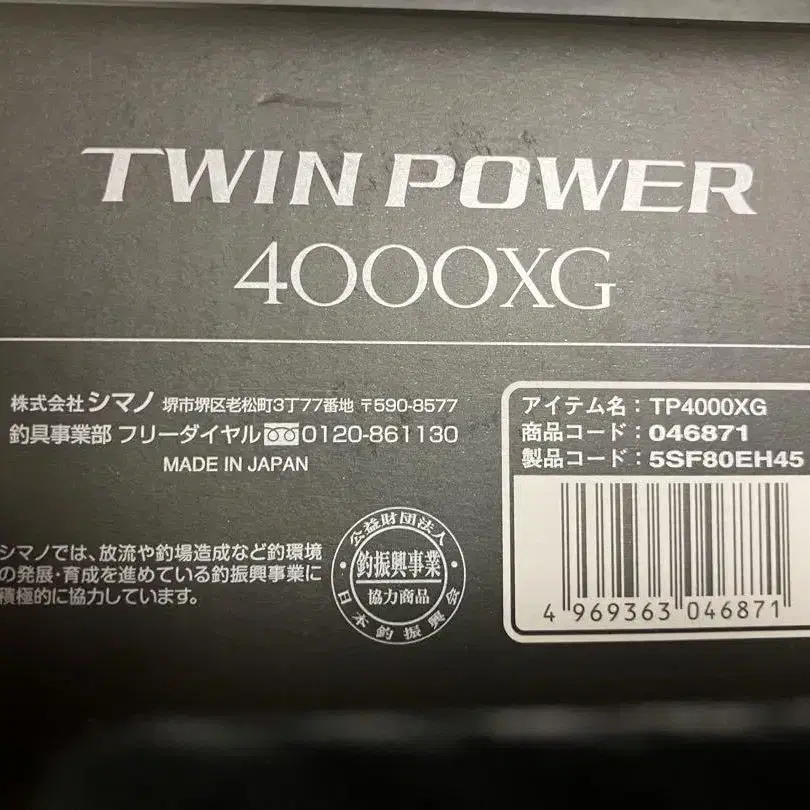 TWIN POWER
4000XG
株式会社 シマノ 堺市堺区老松町3丁77番地 〒590-8577
釣具事業部 フリーダイヤル 0120-861130
MADE IN JAPAN
アイテム名：TP4000XG
商品コード：046871
製品コード：5SF80EH45
4 969363 046871
シマノでは、放流や釣場造成など釣環境
の発展・育成を進めている釣振興事業に
積極的に協力しています。
公益財団法人
釣振興事業
協力商品
日本釣振興会